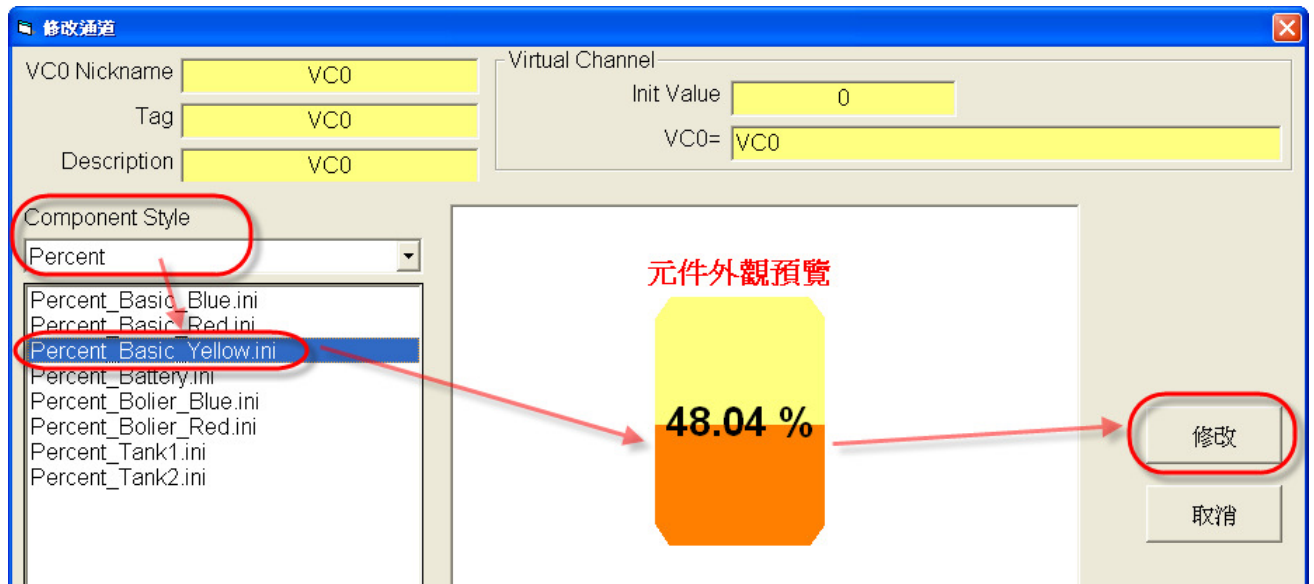 修改通道
VC0 Nickname VC0
Tag VC0
Description VC0
Virtual Channel
Init Value 0
VC0= VC0
Component Style
Percent
Percent_Basic_Blue.ini
Percent_Basic_Red.ini
Percent_Basic_Yellow.ini
Percent_Battery.ini
Percent_Bolier_Blue.ini
Percent_Bolier_Red.ini
Percent_Tank1.ini
Percent_Tank2.ini
元件外觀預覽
48.04 %
修改
取消